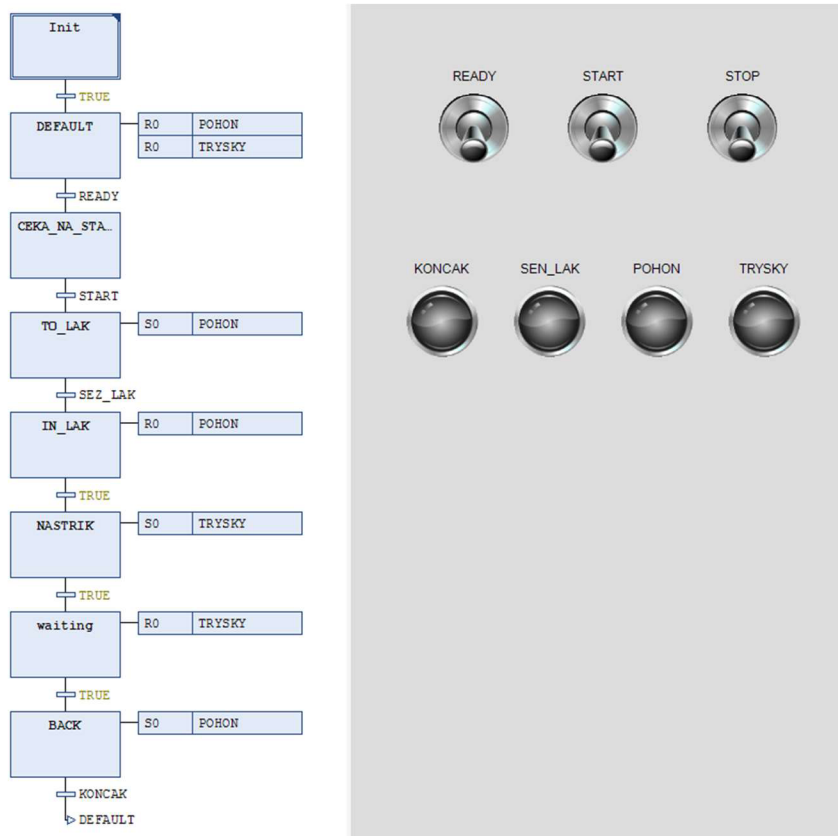 Init
TRUE
DEFAULT
R0 POHON
R0 TRYSKY
READY
CEKA_NA_STA…
START
TO_LAK
S0 POHON
SEZ_LAK
IN_LAK
R0 POHON
TRUE
NASTRIK
S0 TRYSKY
TRUE
waiting
R0 TRYSKY
TRUE
BACK
S0 POHON
KONCAK
DEFAULT
READY START STOP
KONCAK SEN_LAK POHON TRYSKY